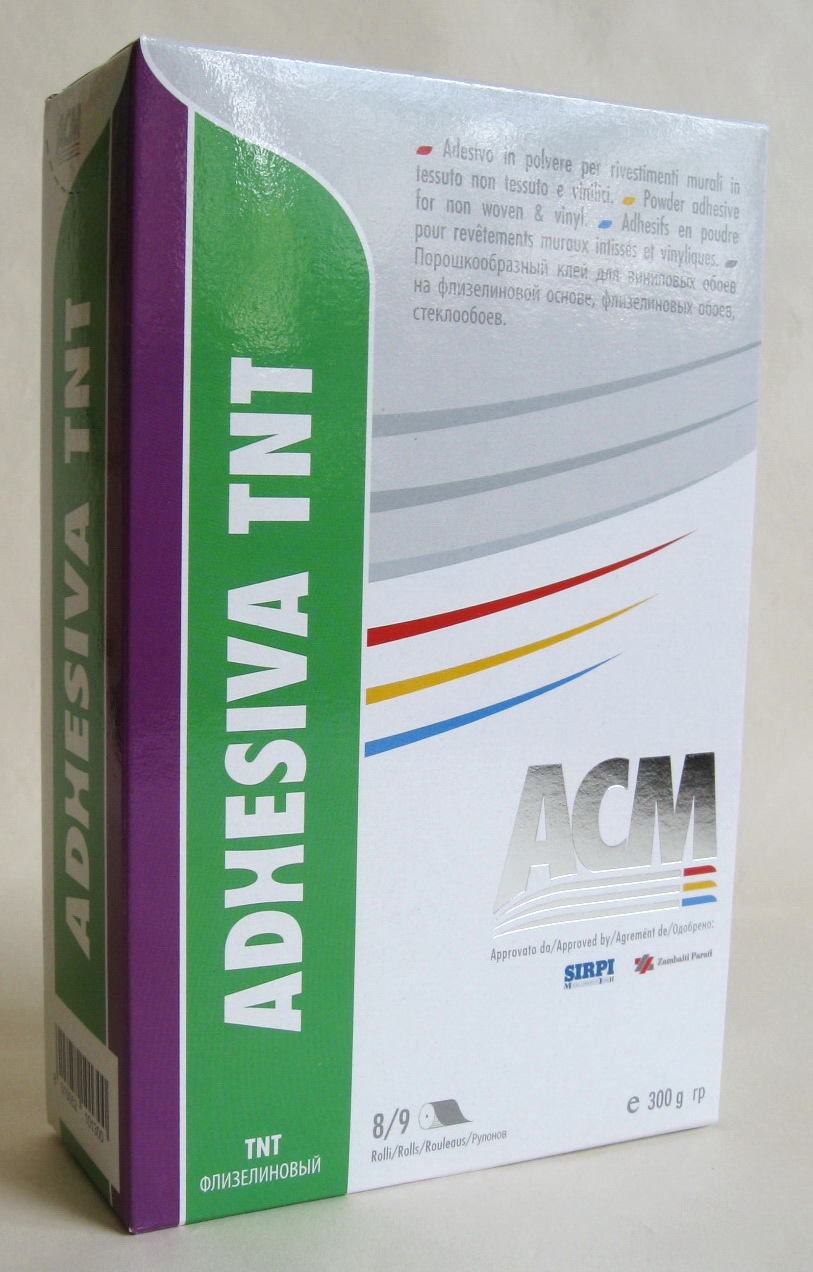 ACM
ADHESIVA TNT
ADHESIVA TNT
Adesivo in polvere per rivestimenti murali in
tessuto non tessuto e vinilici. Powder adhesive
for non woven & vinyl. Adhesifs en poudre
pour revêtements muraux intissés et vinyliques.
Порошкообразный клей для виниловых обоев
на флизелиновой основе, флизелиновых обоев,
стеклообоев.
ACM
Approvato da/Approved by/Agremént de/Одобрено:
SIRPI
Zambaiti Parati
8/9
Rolli/Rolls/Rouleaus/Рулонов
e 300 g гр
TNT
ФЛИЗЕЛИНОВЫЙ